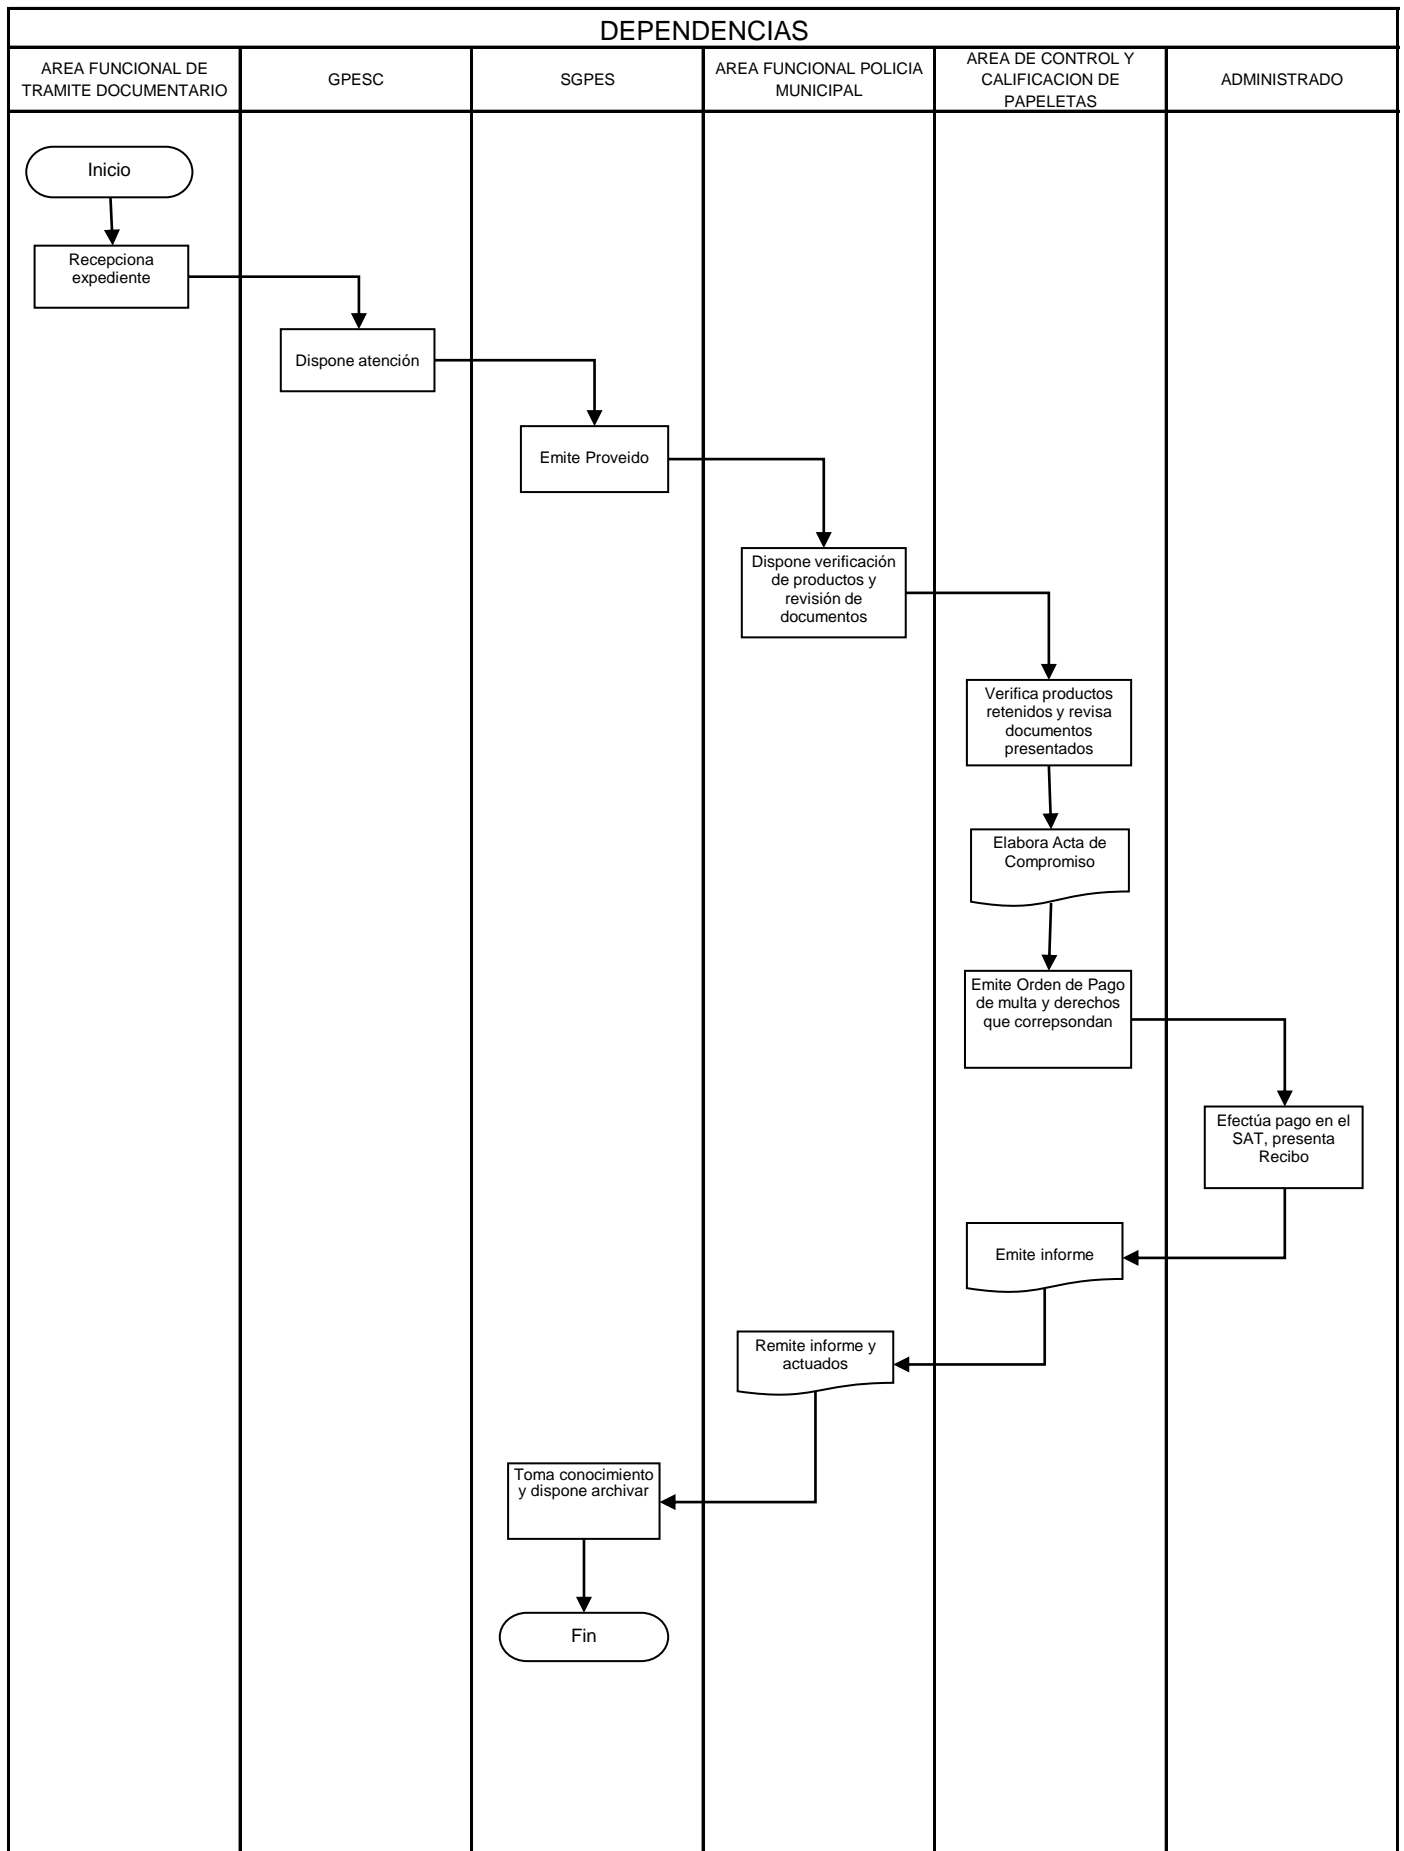 DEPENDENCIAS
AREA FUNCIONAL DE
TRAMITE DOCUMENTARIO
GPESC
SGPES
AREA FUNCIONAL POLICIA
MUNICIPAL
AREA DE CONTROL Y
CALIFICACION DE
PAPELETAS
ADMINISTRADO
Inicio
Recepciona
expediente
Dispone atención
Emite Proveido
Dispone verificación
de productos y
revisión de
documentos
Verifica productos
retenidos y revisa
documentos
presentados
Elabora Acta de
Compromiso
Emite Orden de Pago
de multa y derechos
que correpsondan
Efectúa pago en el
SAT, presenta
Recibo
Emite informe
Remite informe y
actuados
Toma conocimiento
y dispone archivar
Fin